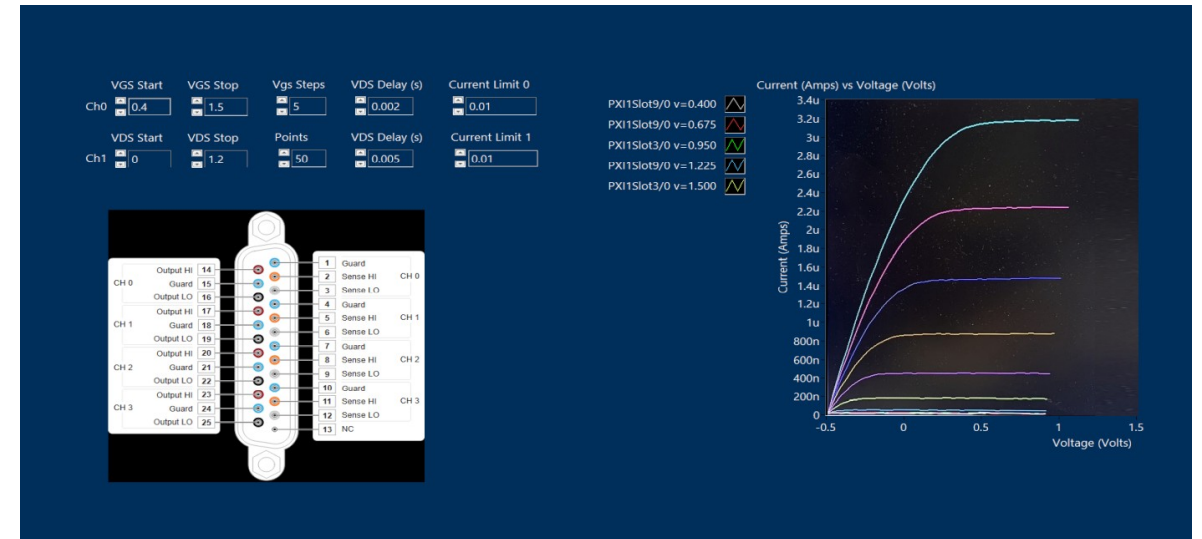 VGS Start VGS Stop Vgs Steps VDS Delay (s) Current Limit 0
Ch0 0.4 1.5 5 0.002 0.01
VDS Start VDS Stop Points VDS Delay (s) Current Limit 1
Ch1 0 1.2 50 0.005 0.01
Output HI 14
CH 0 Guard 15
Output LO 16
Output HI 17
CH 1 Guard 18
Output LO 19
Output HI 20
CH 2 Guard 21
Output LO 22
Output HI 23
CH 3 Guard 24
Output LO 25
1 Guard
2 Sense HI CH 0
3 Sense LO
4 Guard
5 Sense HI CH 1
6 Sense LO
7 Guard
8 Sense HI CH 2
9 Sense LO
10 Guard
11 Sense HI CH 3
12 Sense LO
13 NC
PXI1Slot9/0 v=0.400
PXI1Slot9/0 v=0.675
PXI1Slot3/0 v=0.950
PXI1Slot9/0 v=1.225
PXI1Slot3/0 v=1.500
Current (Amps) vs Voltage (Volts)
Current (Amps)
3.4u
3.2u
3u
2.8u
2.6u
2.4u
2.2u
2u
1.8u
1.6u
1.4u
1.2u
1u
800n
600n
400n
200n
0
-0.5 0 0.5 1 1.5
Voltage (Volts)